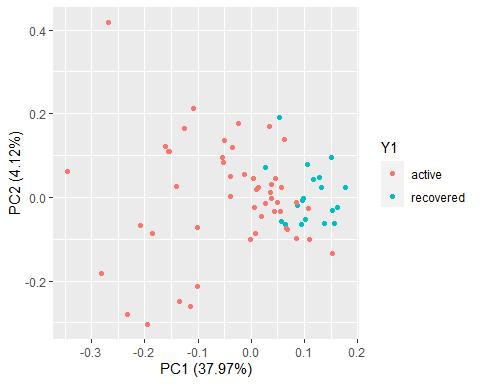 0.4
0.2
0.0
-0.2
PC2 (4.12%)
-0.3
-0.2
-0.1
0.0
0.1
0.2
PC1 (37.97%)
Y1
active
recovered